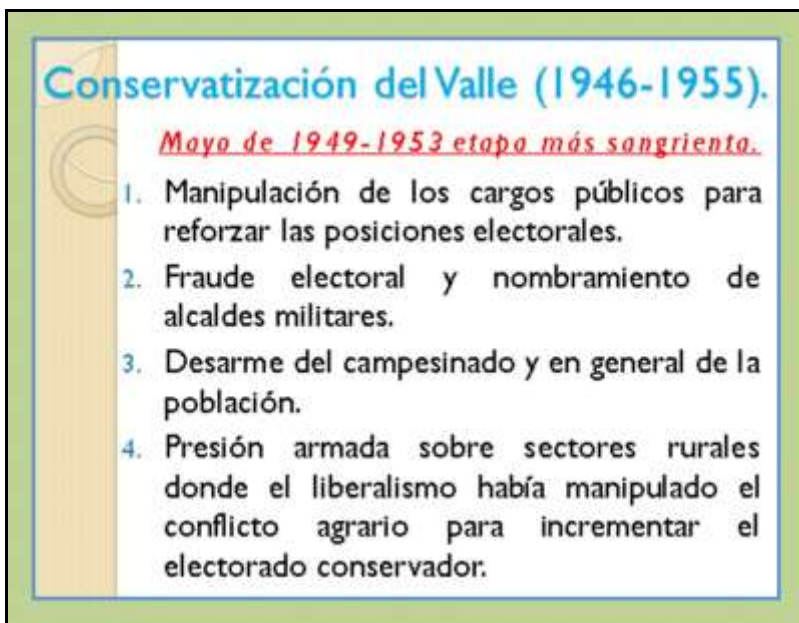 Conservatización del Valle (1946-1955).
Mayo de 1949-1953 etapa más sangrienta.
1. Manipulación de los cargos públicos para
reforzar las posiciones electorales.
2. Fraude electoral y nombramiento de
alcaldes militares.
3. Desarme del campesinado y en general de la
población.
4. Presión armada sobre sectores rurales
donde el liberalismo había manipulado el
conflicto agrario para incrementar el
electorado conservador.